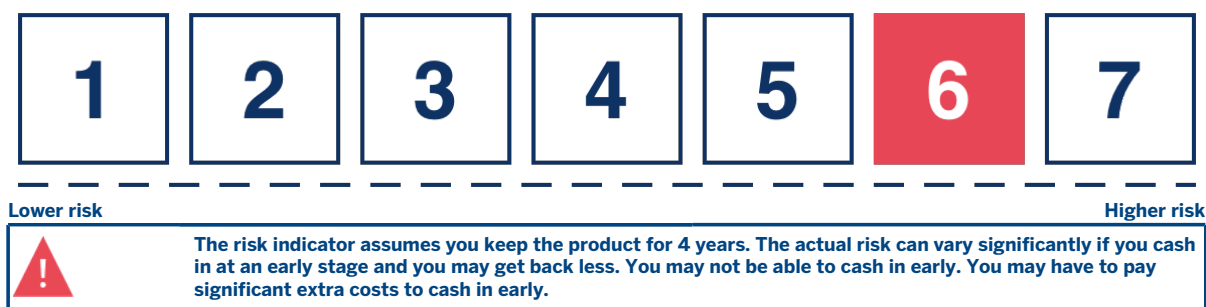 1 2 3 4 5 6 7
Lower risk Higher risk
!
The risk indicator assumes you keep the product for 4 years. The actual risk can vary significantly if you cash
in at an early stage and you may get back less. You may not be able to cash in early. You may have to pay
significant extra costs to cash in early.